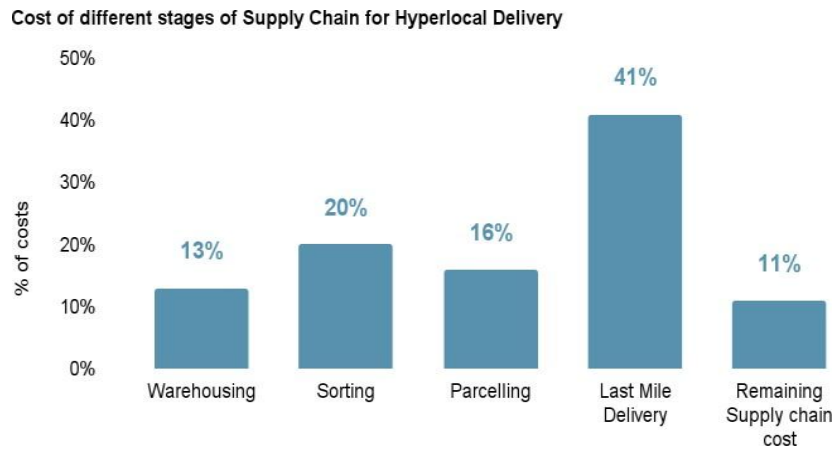 Cost of different stages of Supply Chain for Hyperlocal Delivery
50%
40%
30%
20%
10%
0%
% of costs
13%
20%
16%
41%
11%
Warehousing
Sorting
Parcelling
Last Mile
Delivery
Remaining
Supply chain
cost